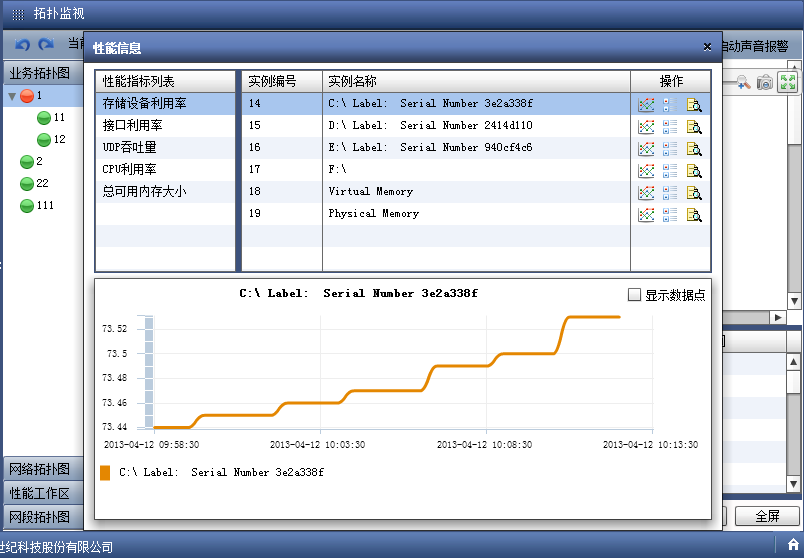 拓扑监视
当前
启动声音报警
业务拓扑图
1
11
12
2
22
111
网络拓扑图
性能工作区
网段拓扑图
性能信息
性能指标列表 实例编号 实例名称 操作
存储设备利用率 14 C:\ Label: Serial Number 3e2a338f
接口利用率 15 D:\ Label: Serial Number 2414d110
UDP吞吐量 16 E:\ Label: Serial Number 940cf4c6
CPU利用率 17 F:\
总可用内存大小 18 Virtual Memory
19 Physical Memory
C:\ Label: Serial Number 3e2a338f
显示数据点
73.52
73.5
73.48
73.46
73.44
2013-04-12 09:58:30 2013-04-12 10:03:30 2013-04-12 10:08:30 2013-04-12 10:13:30
C:\ Label: Serial Number 3e2a338f
全屏
世纪科技股份有限公司